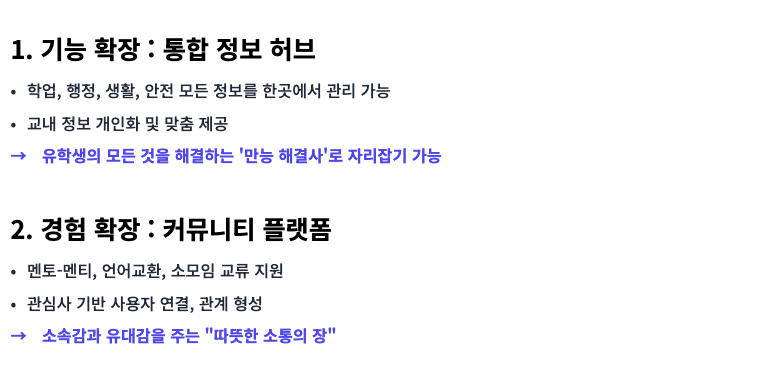 1. 기능 확장 : 통합 정보 허브
• 학업, 행정, 생활, 안전 모든 정보를 한곳에서 관리 가능
• 교내 정보 개인화 및 맞춤 제공
→ 유학생의 모든 것을 해결하는 '만능 해결사'로 자리잡기 가능
2. 경험 확장 : 커뮤니티 플랫폼
• 멘토-멘티, 언어교환, 소모임 교류 지원
• 관심사 기반 사용자 연결, 관계 형성
→ 소속감과 유대감을 주는 "따뜻한 소통의 장"